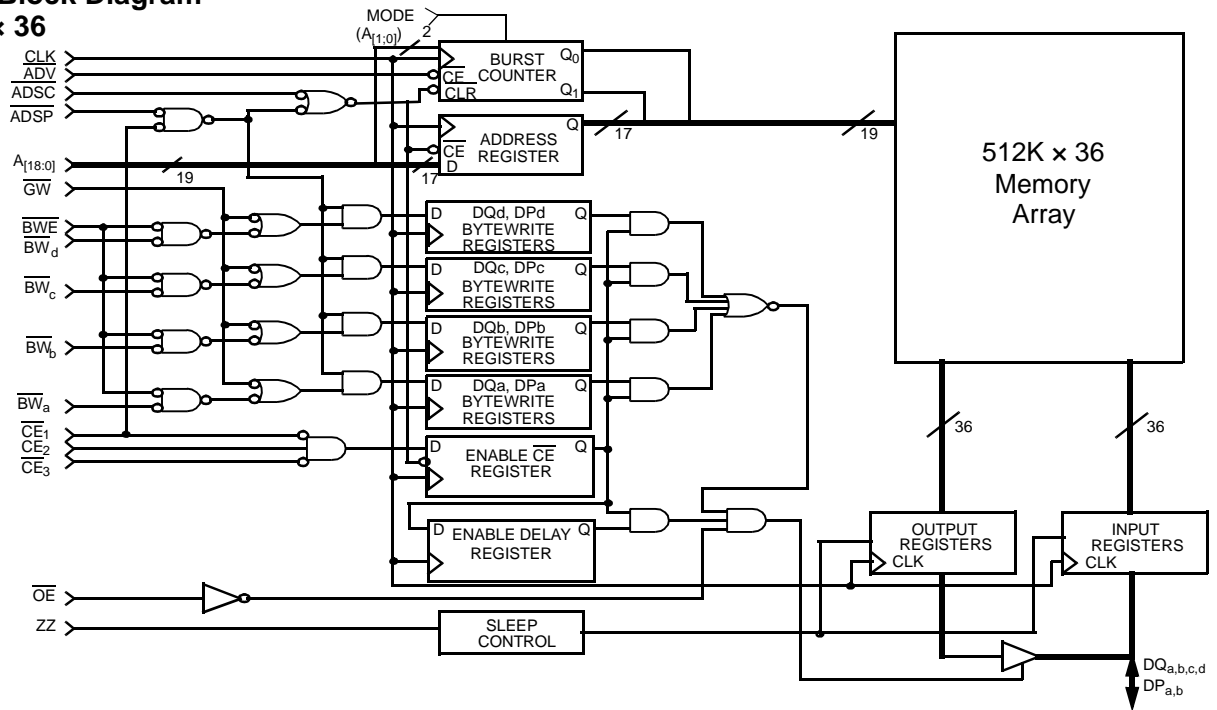 Block Diagram
× 36
MODE
(A[1;0])
2
CLK
ADV
ADSC
ADSP
A[18:0]
19
GW
BWE
BWd
BWc
BWb
BWa
CE1
CE2
CE3
OE
ZZ
BURST
COUNTER
CE
CLR
Q0
Q1
ADDRESS
REGISTER
CE
D
Q
17
17
19
D DQd, DPd Q
BYTEWRITE
REGISTERS
D DQc, DPc Q
BYTEWRITE
REGISTERS
D DQb, DPb Q
BYTEWRITE
REGISTERS
D DQa, DPa Q
BYTEWRITE
REGISTERS
D ENABLE CE Q
REGISTER
D ENABLE DELAY Q
REGISTER
SLEEP
CONTROL
512K × 36
Memory
Array
36
36
OUTPUT
REGISTERS
CLK
INPUT
REGISTERS
CLK
DQa,b,c,d
DPa,b